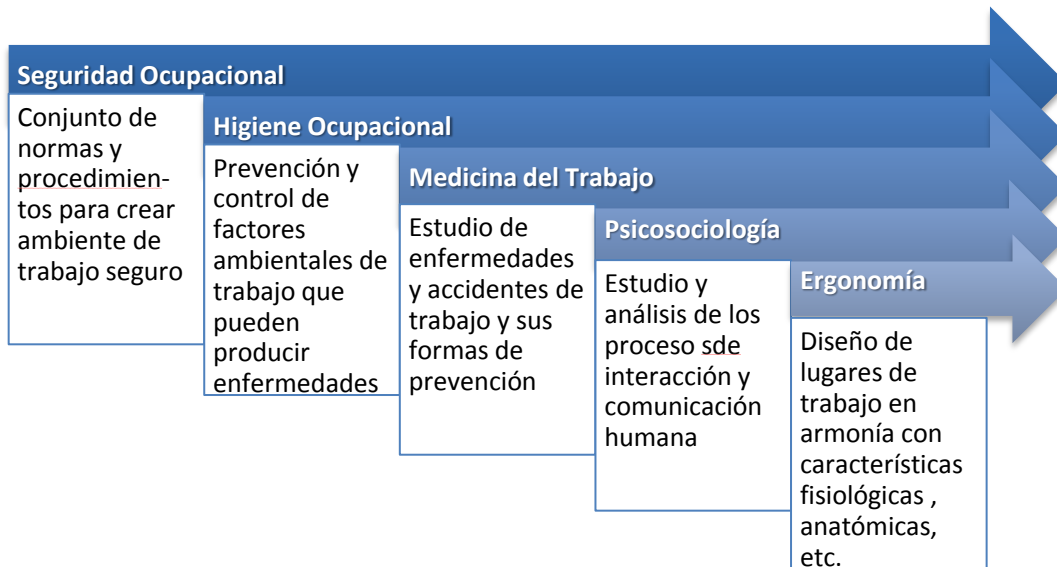 Seguridad Ocupacional
Conjunto de
normas y
procedimien-
tos para crear
ambiente de
trabajo seguro
Higiene Ocupacional
Prevención y
control de
factores
ambientales de
trabajo que
pueden
producir
enfermedades
Medicina del Trabajo
Estudio de
enfermedades
y accidentes de
trabajo y sus
formas de
prevención
Psicosociología
Estudio y
análisis de los
proceso sde
interacción y
comunicación
humana
Ergonomía
Diseño de
lugares de
trabajo en
armonía con
características
fisiológicas ,
anatómicas,
etc.